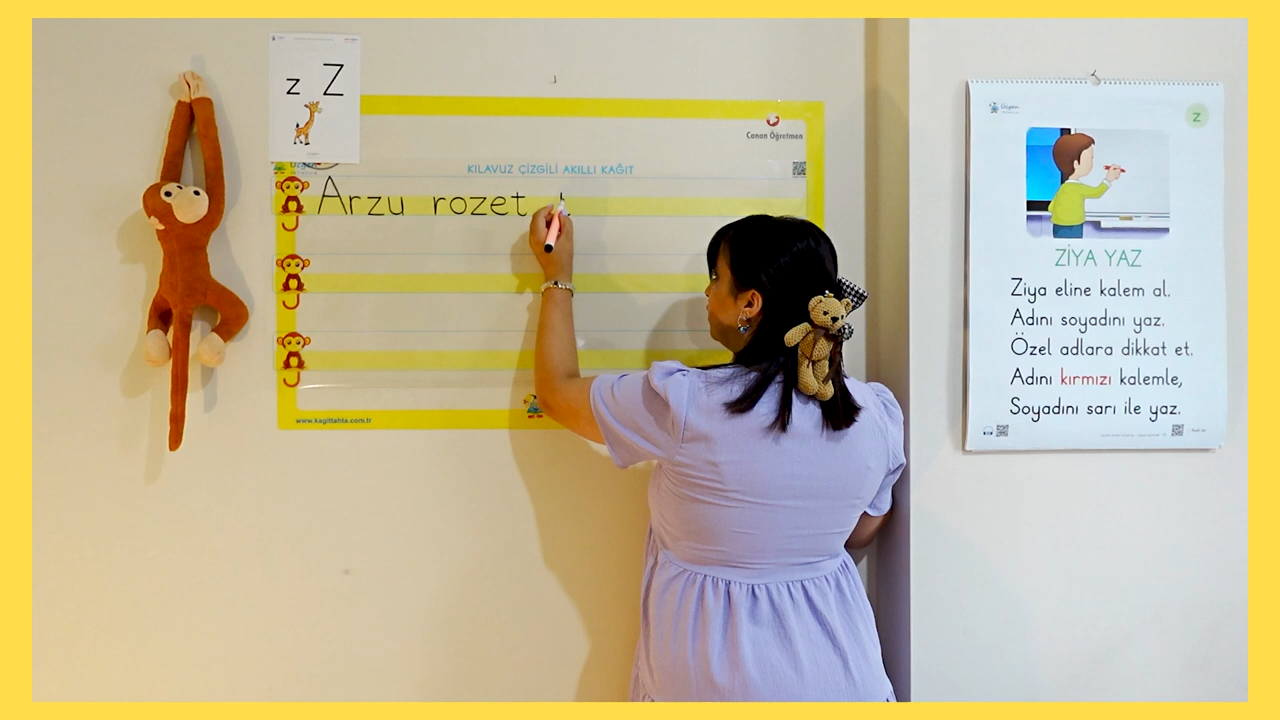 z Z
Canan Öğretmen
KILAVUZ ÇİZGİLİ AKILLI KAĞIT
Arzu rozet
www.kagittahta.com.tr
Üçgen
z
ZİYA YAZ
Ziya eline kalem al.
Adını soyadını yaz.
Özel adlara dikkat et.
Adını kırmızı kalemle,
Soyadını sarı ile yaz.